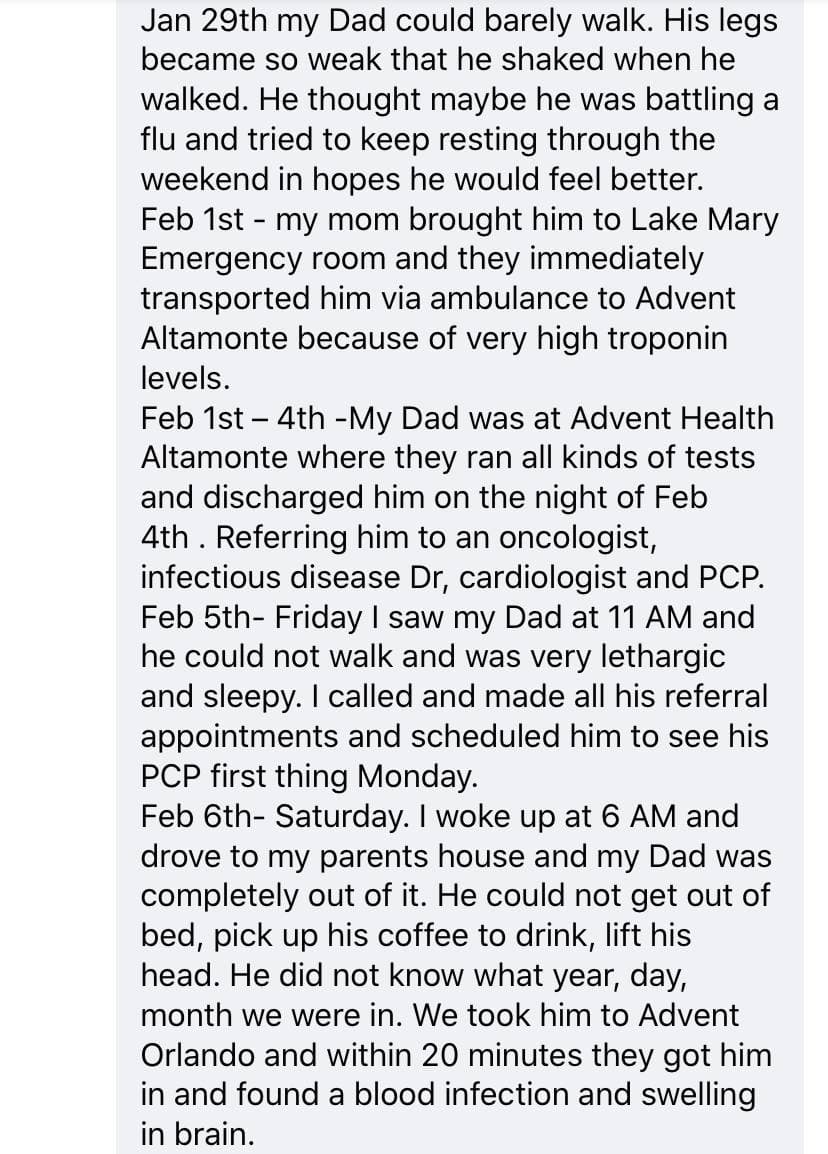 Jan 29th my Dad could barely walk. His legs
became so weak that he shaked when he
walked. He thought maybe he was battling a
flu and tried to keep resting through the
weekend in hopes he would feel better.
Feb 1st - my mom brought him to Lake Mary
Emergency room and they immediately
transported him via ambulance to Advent
Altamonte because of very high troponin
levels.
Feb 1st – 4th -My Dad was at Advent Health
Altamonte where they ran all kinds of tests
and discharged him on the night of Feb
4th . Referring him to an oncologist,
infectious disease Dr, cardiologist and PCP.
Feb 5th- Friday I saw my Dad at 11 AM and
he could not walk and was very lethargic
and sleepy. I called and made all his referral
appointments and scheduled him to see his
PCP first thing Monday.
Feb 6th- Saturday. I woke up at 6 AM and
drove to my parents house and my Dad was
completely out of it. He could not get out of
bed, pick up his coffee to drink, lift his
head. He did not know what year, day,
month we were in. We took him to Advent
Orlando and within 20 minutes they got him
in and found a blood infection and swelling
in brain.